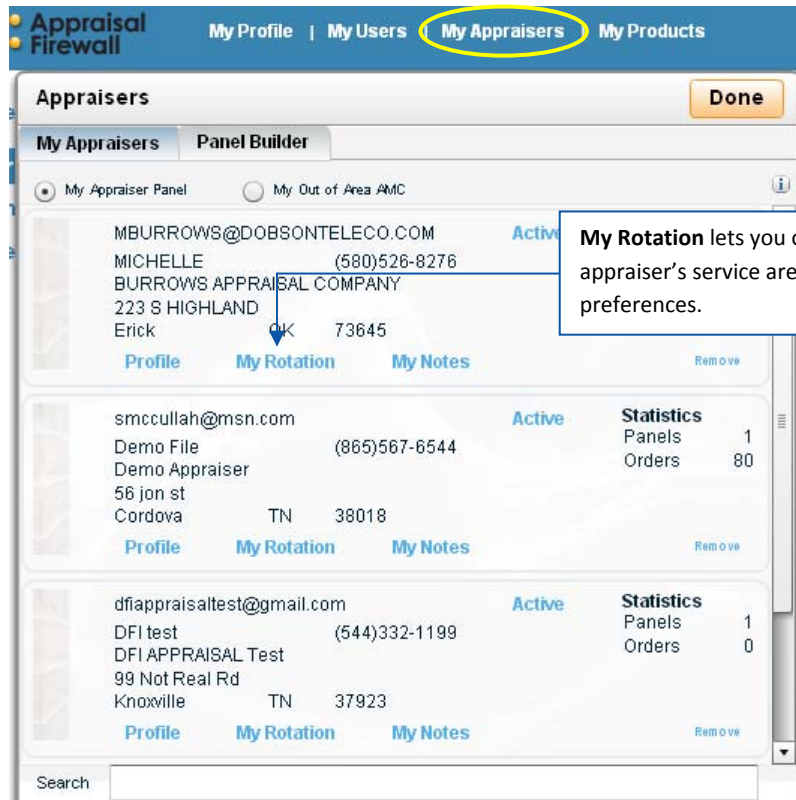 Appraisal Firewall
My Profile | My Users | My Appraisers | My Products
Appraisers Done
My Appraisers Panel Builder
My Appraiser Panel My Out of Area AMC
MBURROWS@DOBSONTELECO.COM Active
MICHELLE (580)526-8276
BURROWS APPRAISAL COMPANY
223 S HIGHLAND
Erick OK 73645
Profile My Rotation My Notes Remove
My Rotation lets you
appraiser's service
preferences.
smccullah@msn.com Active Statistics
Demo File (865)567-6544 Panels 1
Demo Appraiser Orders 80
56 jon st
Cordova TN 38018
Profile My Rotation My Notes Remove
dfiappraisaltest@gmail.com Active Statistics
DFI test (544)332-1199 Panels 1
DFI APPRAISAL Test Orders 0
99 Not Real Rd
Knoxville TN 37923
Profile My Rotation My Notes Remove
Search